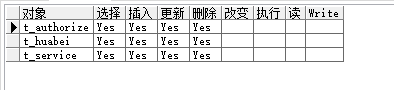 对象 选择 插入 更新 删除 改变 执行 读 Write
t_authorize Yes Yes Yes Yes
t_huabei Yes Yes Yes Yes
t_service Yes Yes Yes Yes